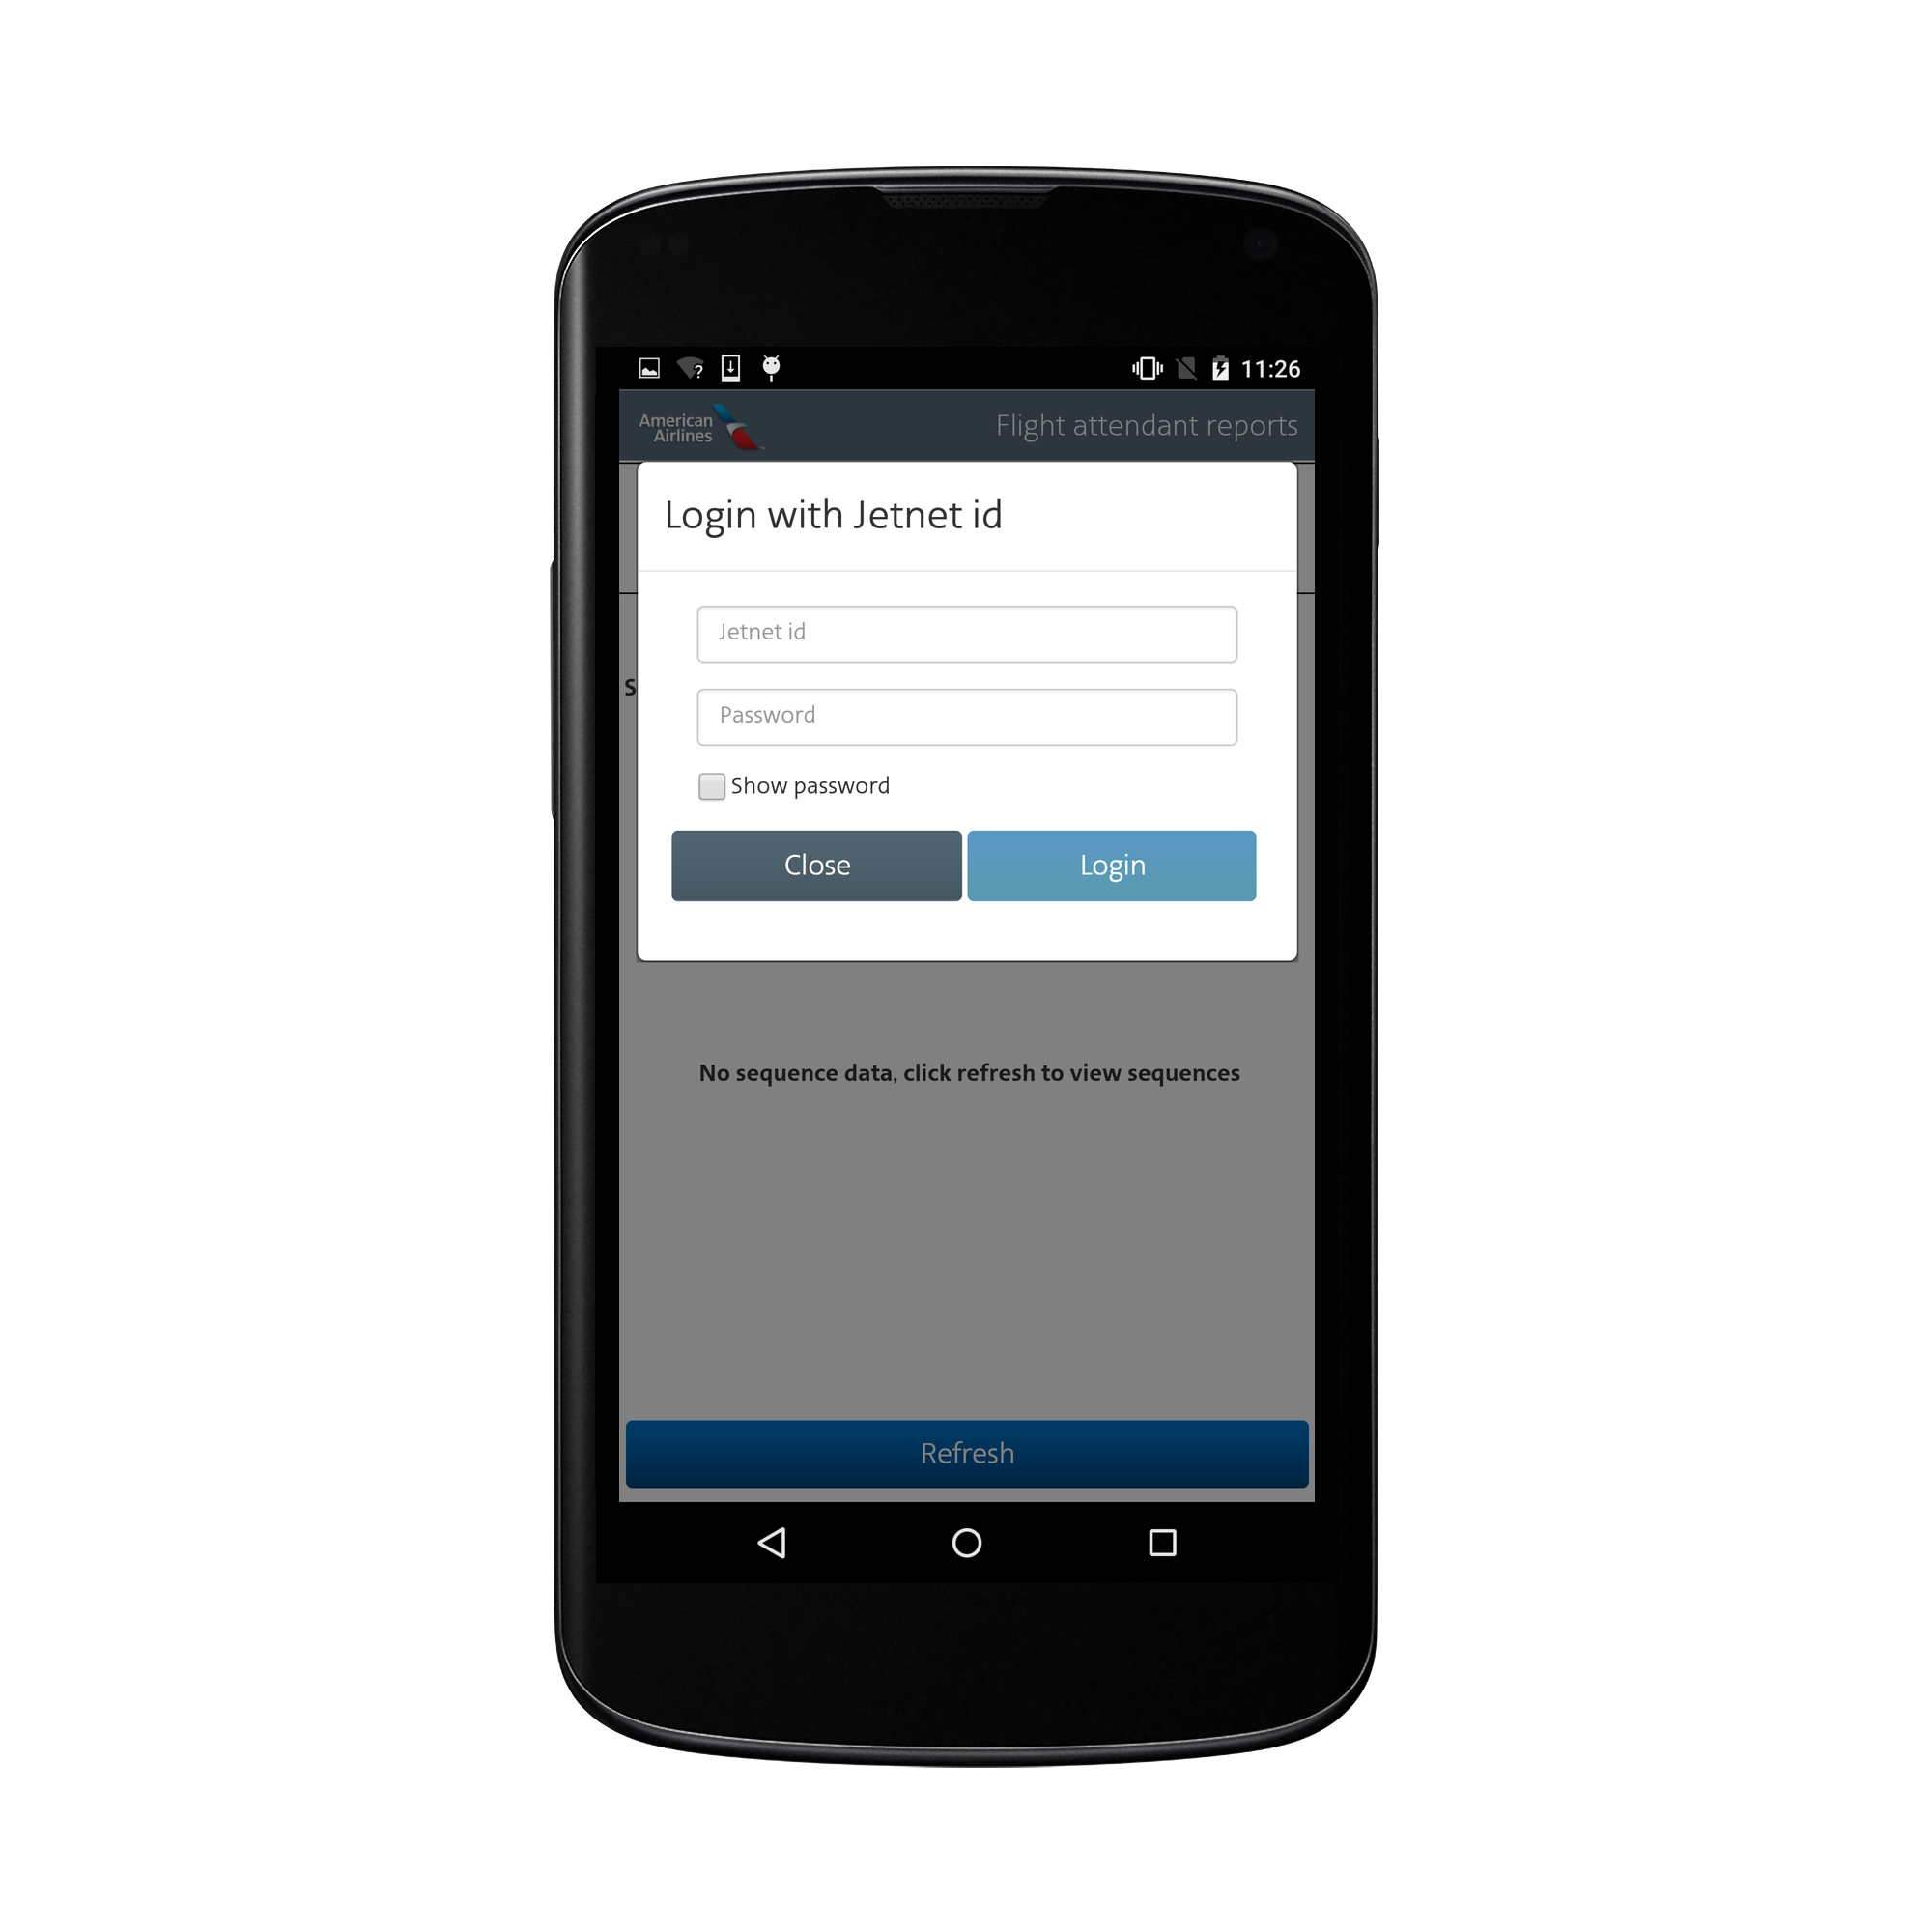 11:26
American
Airlines
Flight attendant reports
Login with Jetnet id
Jetnet id
S
Password
Show password
Close Login
No sequence data, click refresh to view sequences
Refresh